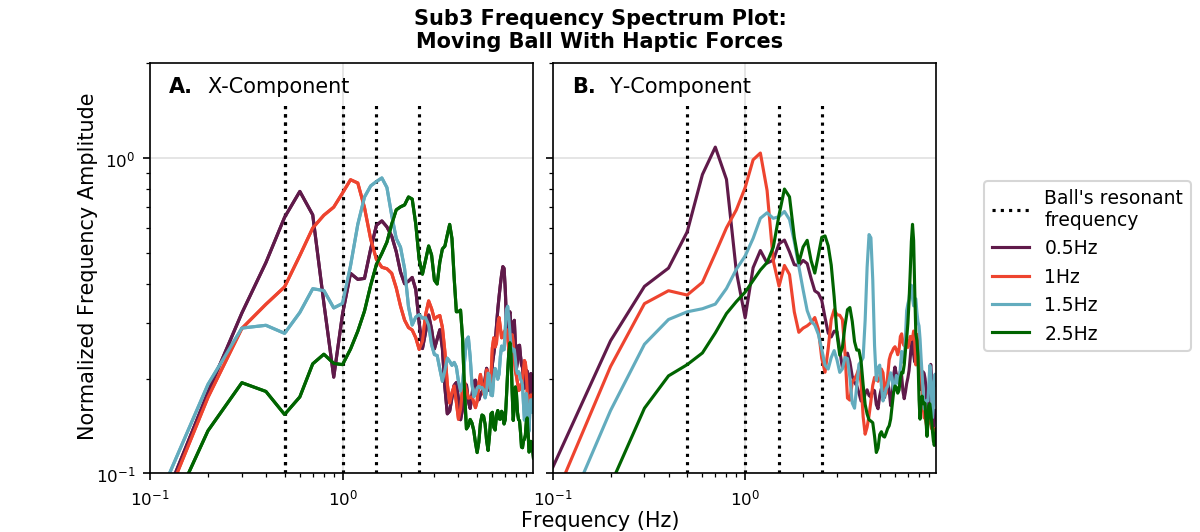 Sub3 Frequency Spectrum Plot:
Moving Ball With Haptic Forces
A. X-Component
B. Y-Component
Normalized Frequency Amplitude
10⁰
10⁻¹
10⁻¹
10⁰
10⁻¹
10⁰
Frequency (Hz)
Ball's resonant
frequency
0.5Hz
1Hz
1.5Hz
2.5Hz